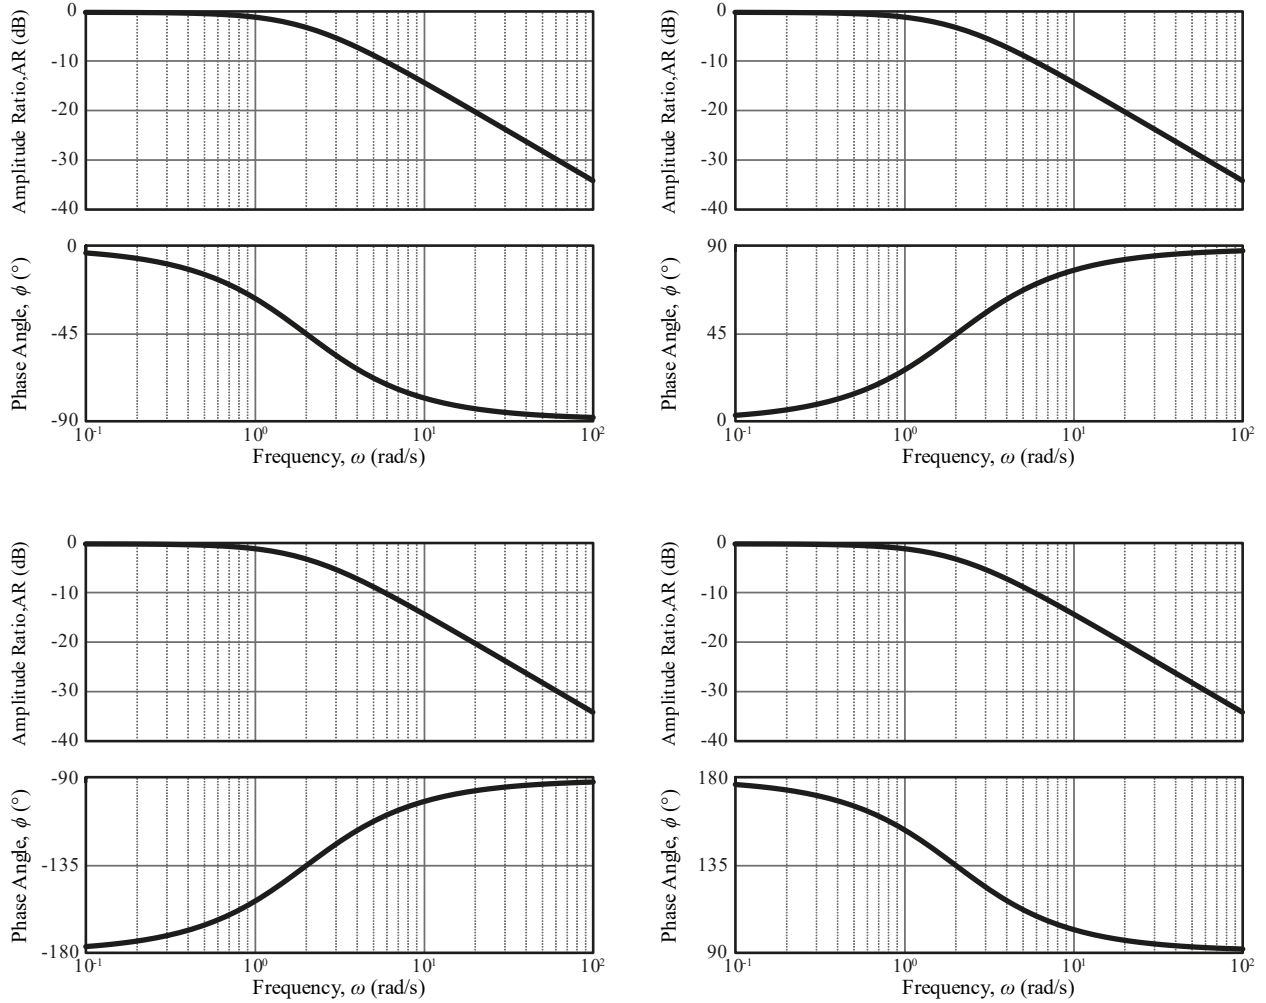 Amplitude Ratio,AR (dB)
0
-10
-20
-30
-40
Phase Angle, ϕ (°)
0
-45
-90
10⁻¹ 10⁰ 10¹ 10²
Frequency, ω (rad/s)
Amplitude Ratio,AR (dB)
0
-10
-20
-30
-40
Phase Angle, ϕ (°)
90
45
0
10⁻¹ 10⁰ 10¹ 10²
Frequency, ω (rad/s)
Amplitude Ratio,AR (dB)
0
-10
-20
-30
-40
Phase Angle, ϕ (°)
-90
-135
-180
10⁻¹ 10⁰ 10¹ 10²
Frequency, ω (rad/s)
Amplitude Ratio,AR (dB)
0
-10
-20
-30
-40
Phase Angle, ϕ (°)
180
135
90
10⁻¹ 10⁰ 10¹ 10²
Frequency, ω (rad/s)